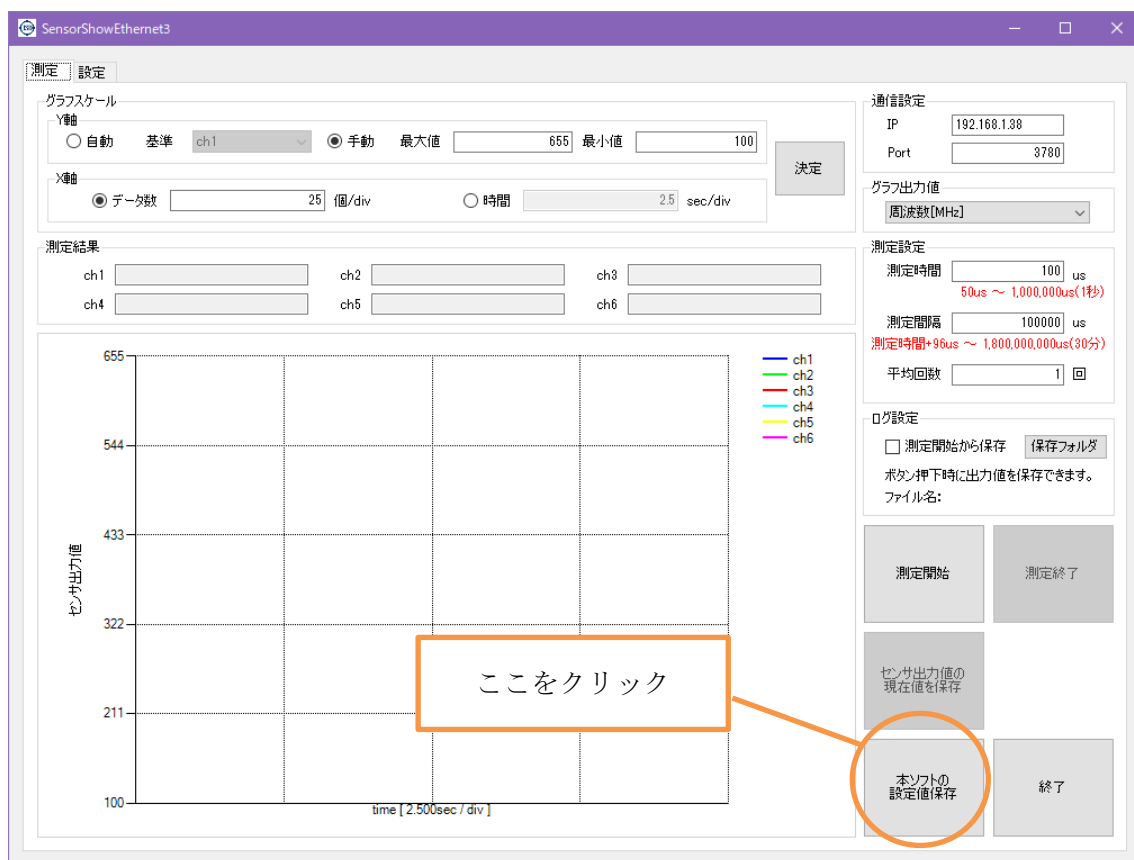 SensorShowEthernet3
測定 設定
グラフスケール
Y軸
自動 基準 ch1 手動 最大値 655 最小値 100
決定
X軸
データ数 25 個/div 時間 2.5 sec/div
測定結果
ch1 ch2 ch3
ch4 ch5 ch6
655
544
433
322
211
100
センサ出力値
time [ 2.500sec / div ]
ch1
ch2
ch3
ch4
ch5
ch6
ここをクリック
通信設定
IP 192.168.1.38
Port 3780
グラフ出力値
周波数[MHz]
測定設定
測定時間 100 us
50us ～ 1,000,000us(1秒)
測定間隔 100000 us
測定時間+96us ～ 1,800,000,000us(30分)
平均回数 1 回
ログ設定
測定開始から保存 保存フォルダ
ボタン押下時に出力値を保存できます。
ファイル名:
測定開始 測定終了
センサ出力値の
現在値を保存
本ソフトの
設定値保存
終了